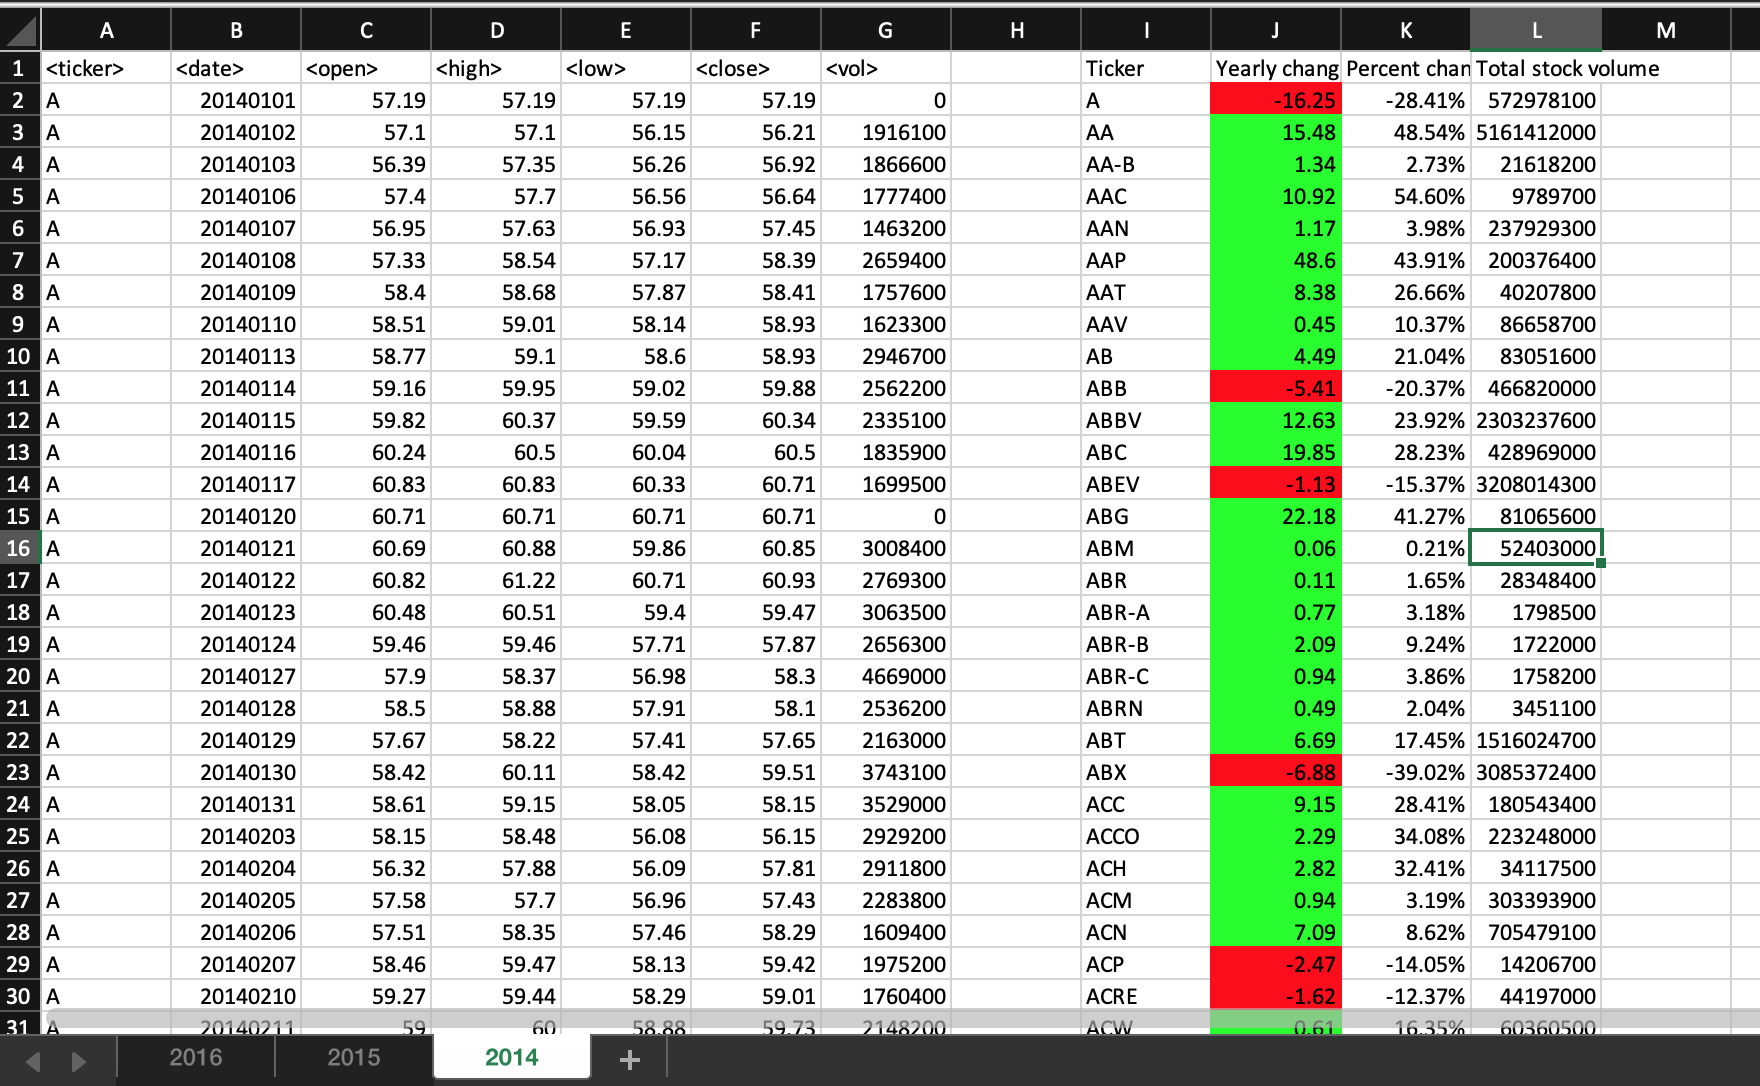 A B C D E F G H I J K L M
1 <ticker> <date> <open> <high> <low> <close> <vol> Ticker Yearly chang Percent chan Total stock volume
2 A 20140101 57.19 57.19 57.19 57.19 0 A -16.25 -28.41% 572978100
3 A 20140102 57.1 57.1 56.15 56.21 1916100 AA 15.48 48.54% 5161412000
4 A 20140103 56.39 57.35 56.26 56.92 1866600 AA-B 1.34 2.73% 21618200
5 A 20140106 57.4 57.7 56.56 56.64 1777400 AAC 10.92 54.60% 9789700
6 A 20140107 56.95 57.63 56.93 57.45 1463200 AAN 1.17 3.98% 237929300
7 A 20140108 57.33 58.54 57.17 58.39 2659400 AAP 48.6 43.91% 200376400
8 A 20140109 58.4 58.68 57.87 58.41 1757600 AAT 8.38 26.66% 40207800
9 A 20140110 58.51 59.01 58.14 58.93 1623300 AAV 0.45 10.37% 86658700
10 A 20140113 58.77 59.1 58.6 58.93 2946700 AB 4.49 21.04% 83051600
11 A 20140114 59.16 59.95 59.02 59.88 2562200 ABB -5.41 -20.37% 466820000
12 A 20140115 59.82 60.37 59.59 60.34 2335100 ABBV 12.63 23.92% 2303237600
13 A 20140116 60.24 60.5 60.04 60.5 1835900 ABC 19.85 28.23% 428969000
14 A 20140117 60.83 60.83 60.33 60.71 1699500 ABEV -1.13 -15.37% 3208014300
15 A 20140120 60.71 60.71 60.71 60.71 0 ABG 22.18 41.27% 81065600
16 A 20140121 60.69 60.88 59.86 60.85 3008400 ABM 0.06 0.21% 52403000
17 A 20140122 60.82 61.22 60.71 60.93 2769300 ABR 0.11 1.65% 28348400
18 A 20140123 60.48 60.51 59.4 59.47 3063500 ABR-A 0.77 3.18% 1798500
19 A 20140124 59.46 59.46 57.71 57.87 2656300 ABR-B 2.09 9.24% 1722000
20 A 20140127 57.9 58.37 56.98 58.3 4669000 ABR-C 0.94 3.86% 1758200
21 A 20140128 58.5 58.88 57.91 58.1 2536200 ABRN 0.49 2.04% 3451100
22 A 20140129 57.67 58.22 57.41 57.65 2163000 ABT 6.69 17.45% 1516024700
23 A 20140130 58.42 60.11 58.42 59.51 3743100 ABX -6.88 -39.02% 3085372400
24 A 20140131 58.61 59.15 58.05 58.15 3529000 ACC 9.15 28.41% 180543400
25 A 20140203 58.15 58.48 56.08 56.15 2929200 ACCO 2.29 34.08% 223248000
26 A 20140204 56.32 57.88 56.09 57.81 2911800 ACH 2.82 32.41% 34117500
27 A 20140205 57.58 57.7 56.96 57.43 2283800 ACM 0.94 3.19% 303393900
28 A 20140206 57.51 58.35 57.46 58.29 1609400 ACN 7.09 8.62% 705479100
29 A 20140207 58.46 59.47 58.13 59.42 1975200 ACP -2.47 -14.05% 14206700
30 A 20140210 59.27 59.44 58.29 59.01 1760400 ACRE -1.62 -12.37% 44197000
31 A 20140211 59 60 58.88 59.73 2148200 ACW 0.61 16.35% 60360500
2016 2015 2014 +